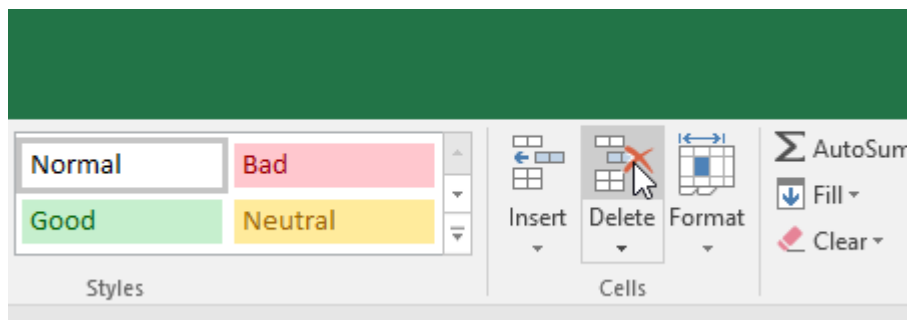 Normal Bad
Good Neutral
Styles
Insert Delete Format
Cells
AutoSum
Fill
Clear